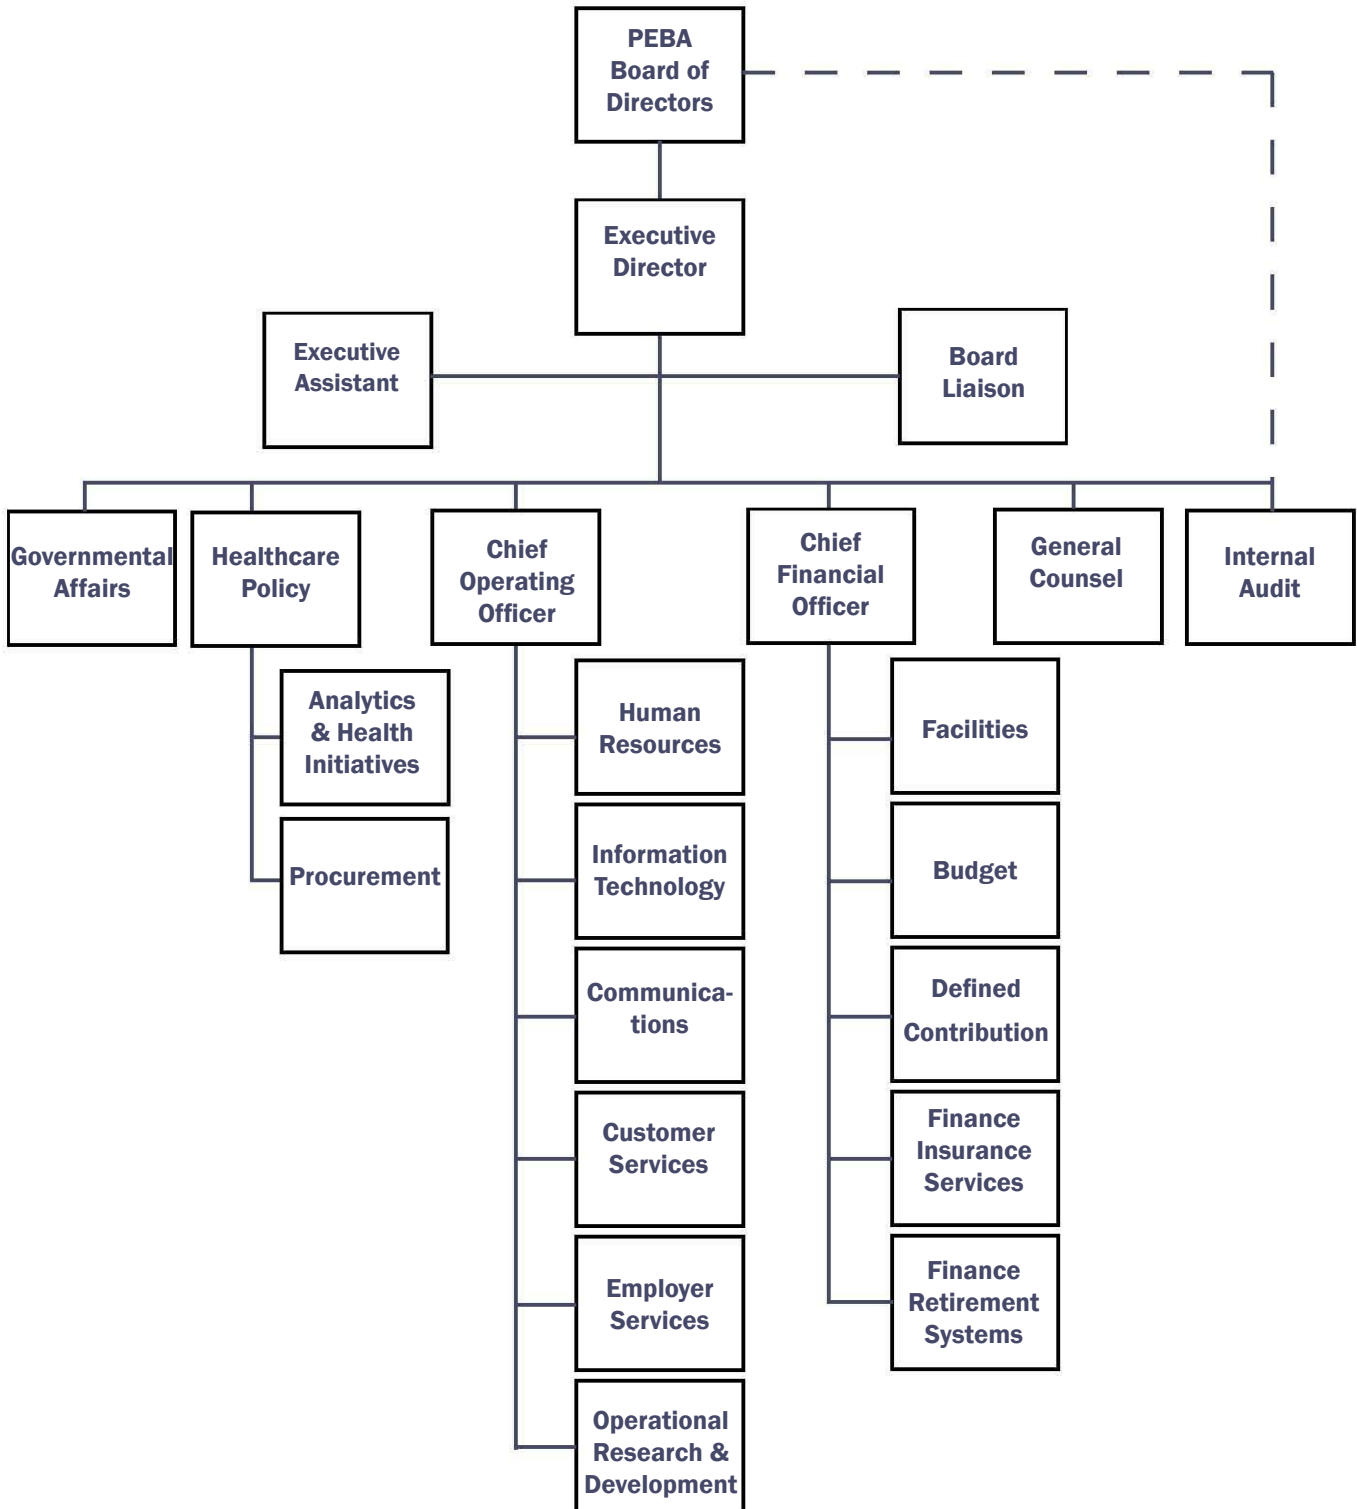 PEBA
Board of
Directors
Executive
Director
Executive
Assistant
Board
Liaison
Governmental
Affairs
Healthcare
Policy
Chief
Operating
Officer
Chief
Financial
Officer
General
Counsel
Internal
Audit
Analytics
& Health
Initiatives
Procurement
Human
Resources
Information
Technology
Communica-
tions
Customer
Services
Employer
Services
Operational
Research &
Development
Facilities
Budget
Defined
Contribution
Finance
Insurance
Services
Finance
Retirement
Systems